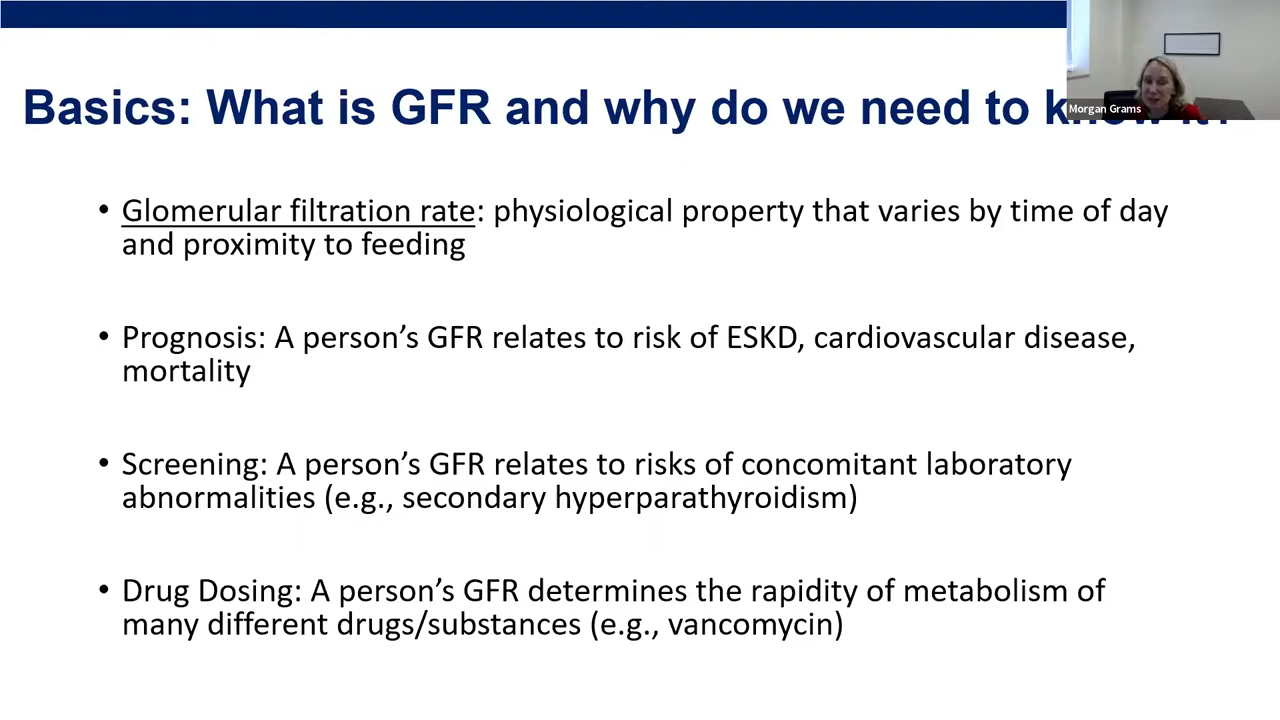 Basics: What is GFR and why do we need to
Morgan Grams
• Glomerular filtration rate: physiological property that varies by time of day
and proximity to feeding
• Prognosis: A person's GFR relates to risk of ESKD, cardiovascular disease,
mortality
• Screening: A person's GFR relates to risks of concomitant laboratory
abnormalities (e.g., secondary hyperparathyroidism)
• Drug Dosing: A person's GFR determines the rapidity of metabolism of
many different drugs/substances (e.g., vancomycin)